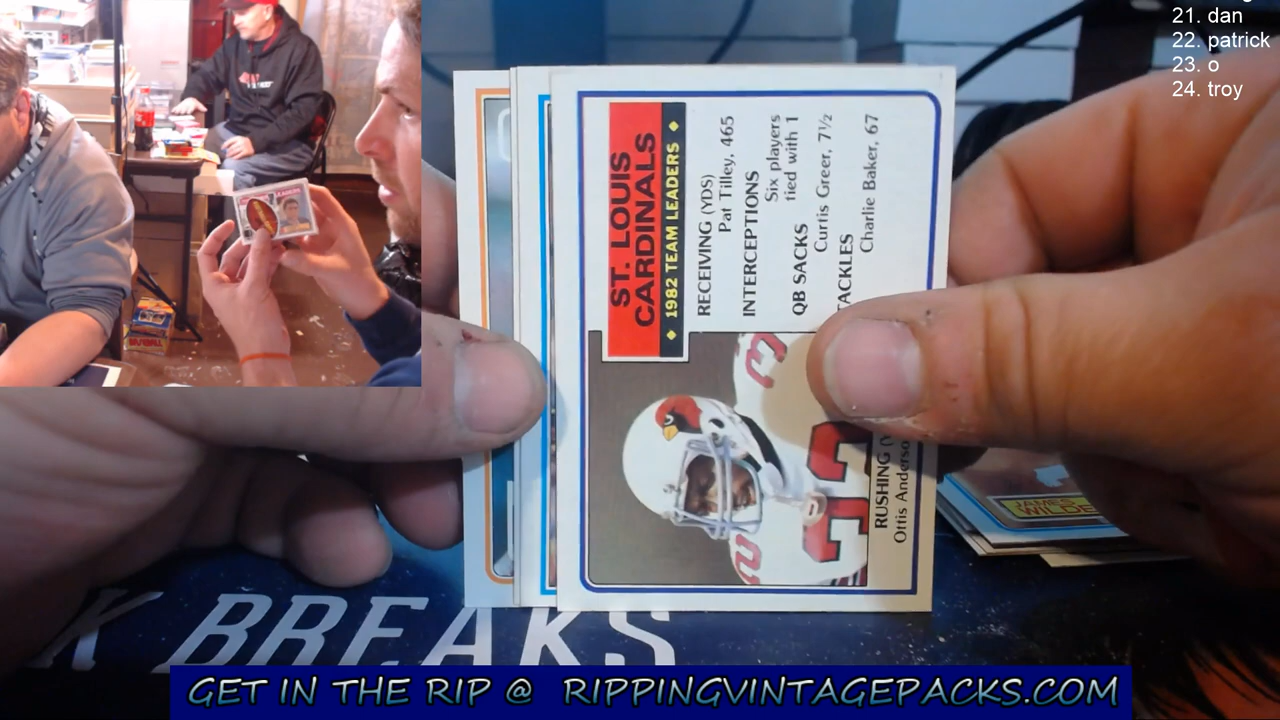 21. dan
22. patrick
23. o
24. troy
ST. LOUIS
CARDINALS
1982 TEAM LEADERS
RECEIVING (YDS)
Pat Tilley, 465
INTERCEPTIONS
Six players
tied with 1
QB SACKS
Curtis Greer, 7½
TACKLES
Charlie Baker, 67
RUSHING (
Ottis Anderso
JAMES
WILDE
K BREAKS
GET IN THE RIP @ RIPPINGVINTAGEPACKS.COM